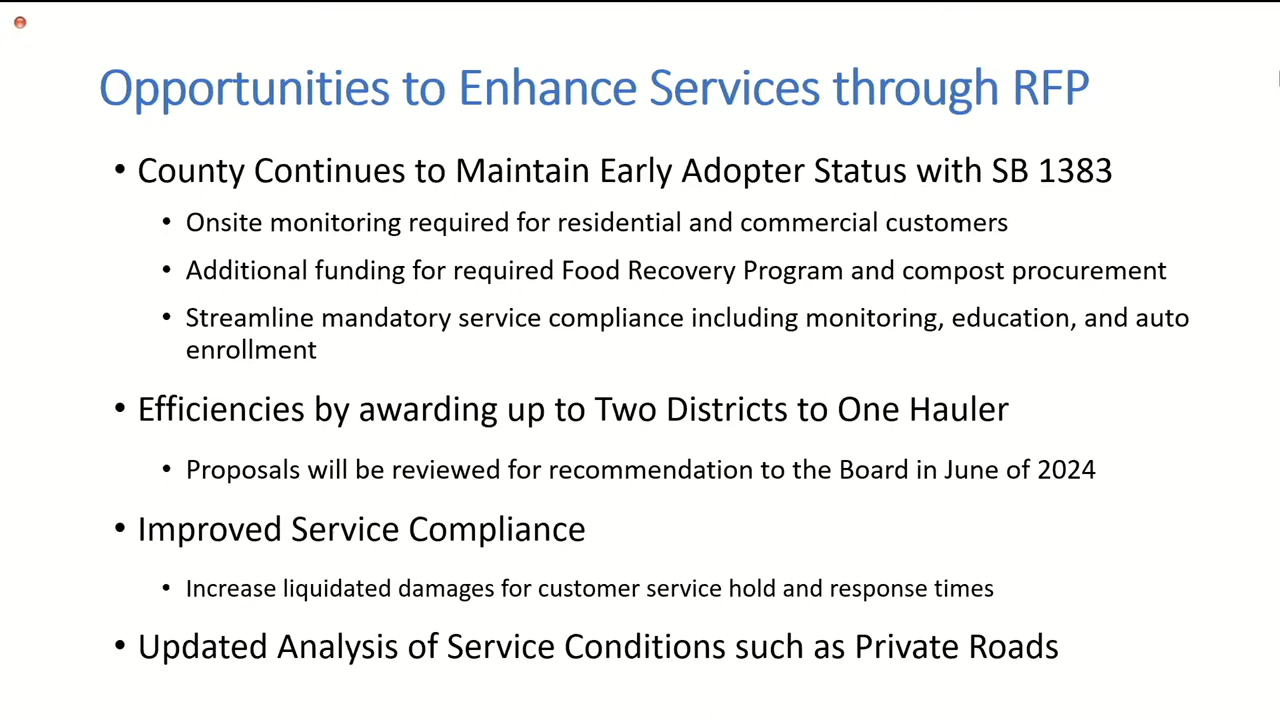 Opportunities to Enhance Services through RFP
• County Continues to Maintain Early Adopter Status with SB 1383
• Onsite monitoring required for residential and commercial customers
• Additional funding for required Food Recovery Program and compost procurement
• Streamline mandatory service compliance including monitoring, education, and auto
enrollment
• Efficiencies by awarding up to Two Districts to One Hauler
• Proposals will be reviewed for recommendation to the Board in June of 2024
• Improved Service Compliance
• Increase liquidated damages for customer service hold and response times
• Updated Analysis of Service Conditions such as Private Roads